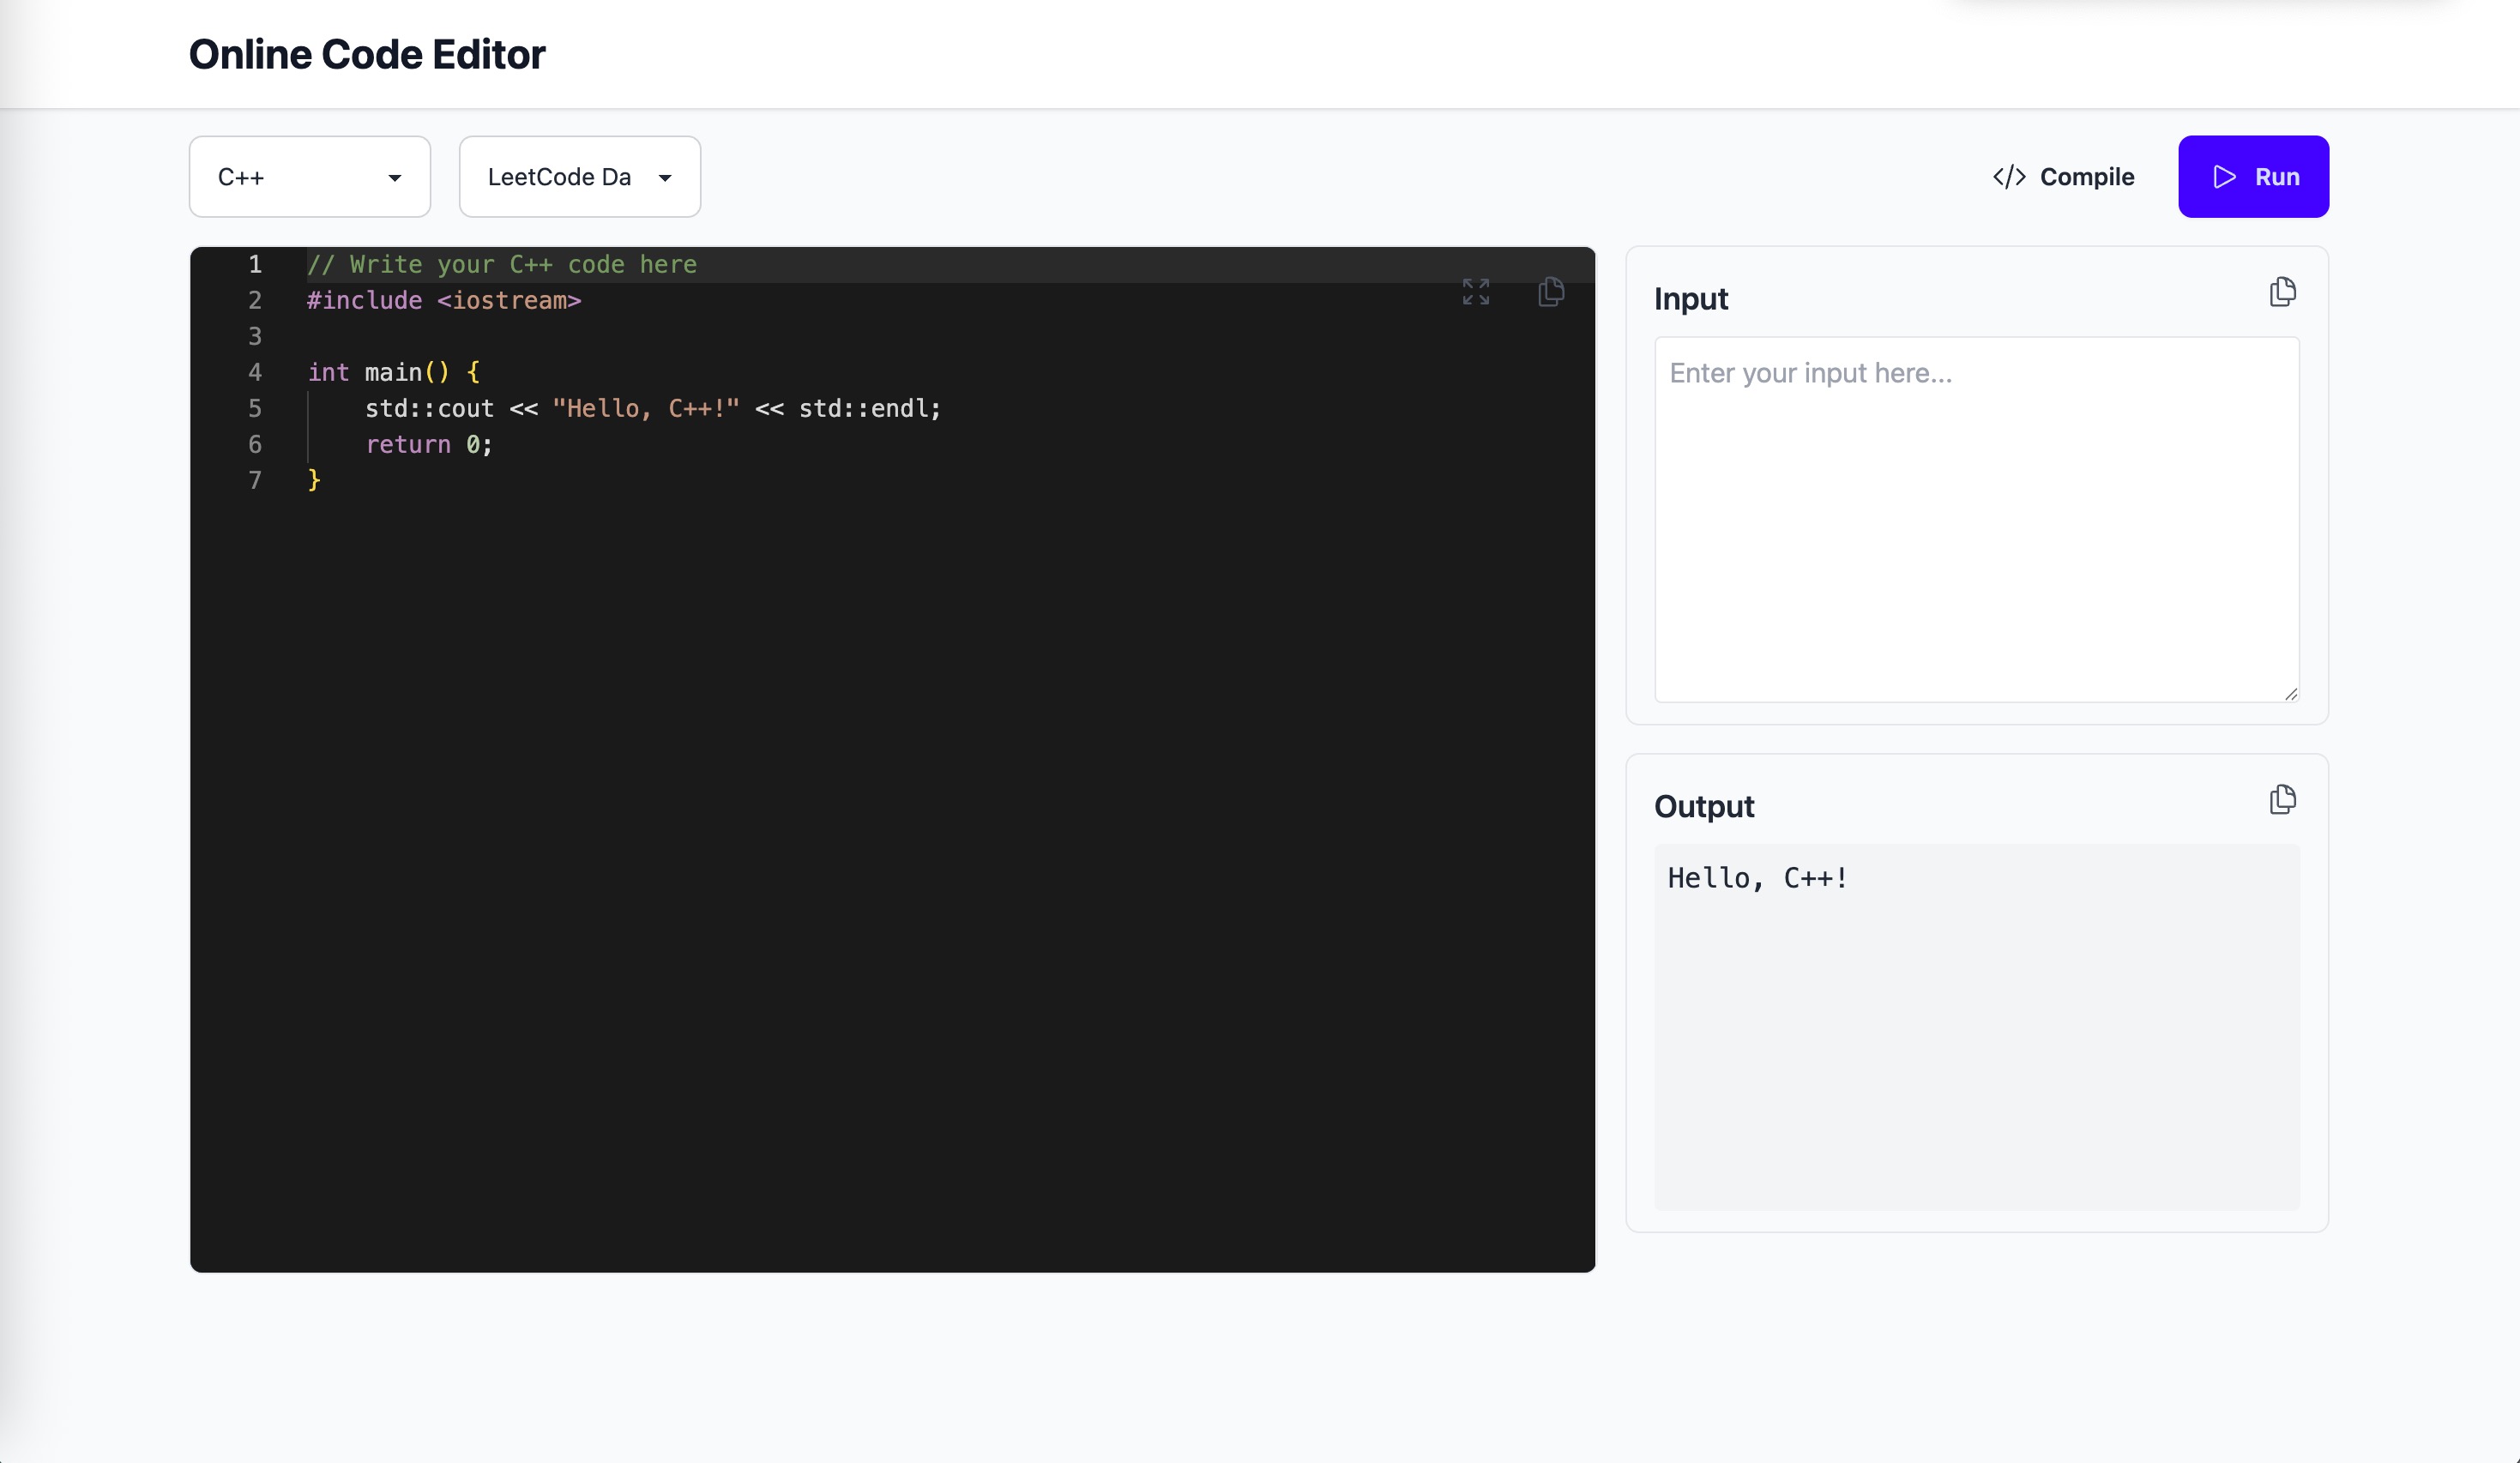 Online Code Editor
C++
LeetCode Da
</> Compile
Run
1 // Write your C++ code here
2 #include <iostream>
3
4 int main() {
5     std::cout << "Hello, C++!" << std::endl;
6     return 0;
7 }
Input
Enter your input here...
Output
Hello, C++!